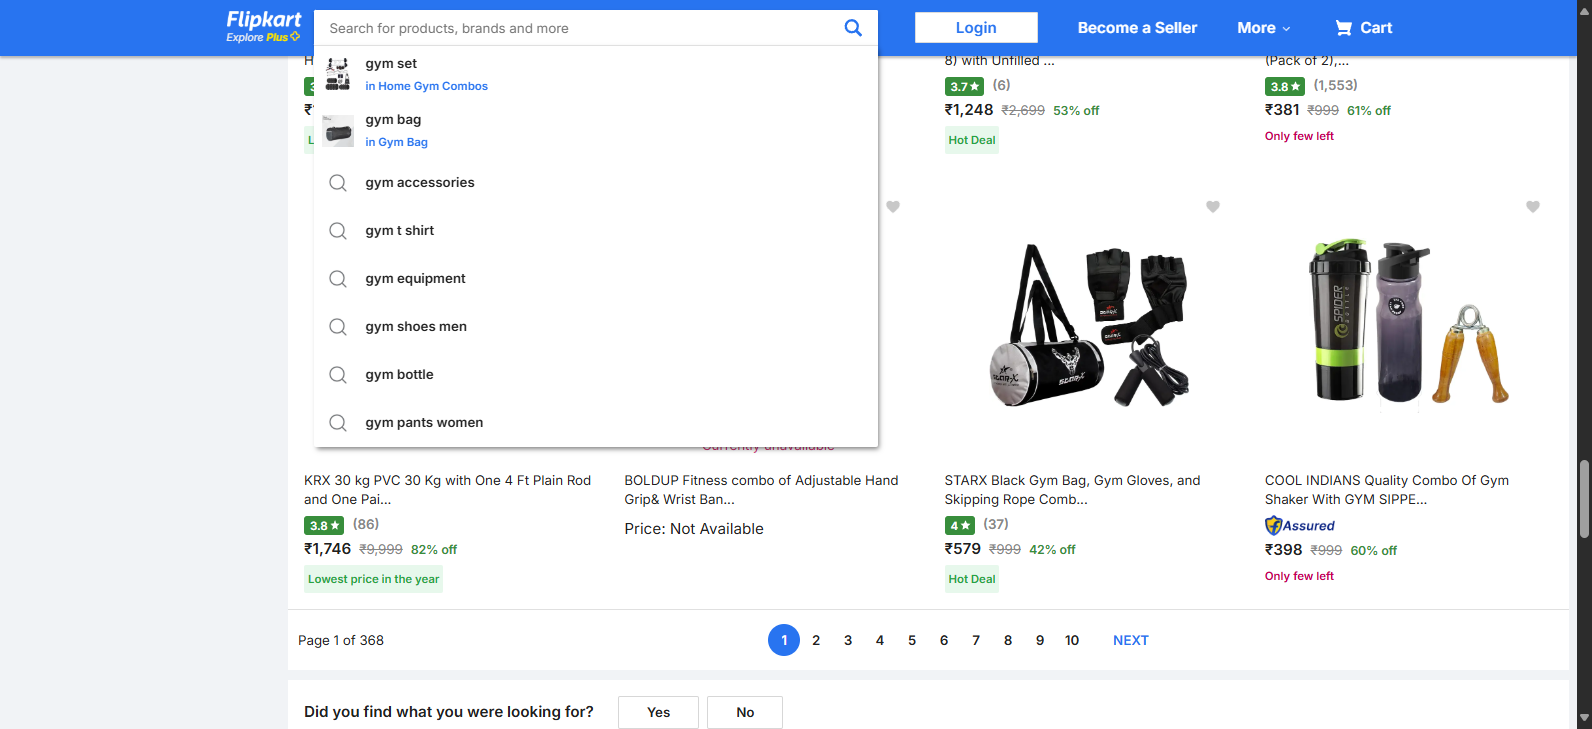 Flipkart
Explore Plus
Search for products, brands and more
Login
Become a Seller
More
Cart
gym set
in Home Gym Combos
gym bag
in Gym Bag
gym accessories
gym t shirt
gym equipment
gym shoes men
gym bottle
gym pants women
8) with Unfilled ...
3.7★ (6)
₹1,248 ₹2,699 53% off
Hot Deal
(Pack of 2),...
3.8★ (1,553)
₹381 ₹999 61% off
Only few left
Currently unavailable
STAR-X
SPIDER
BOTTLE
KRX 30 kg PVC 30 Kg with One 4 Ft Plain Rod
and One Pai...
3.8★ (86)
₹1,746 ₹9,999 82% off
Lowest price in the year
BOLDUP Fitness combo of Adjustable Hand
Grip& Wrist Ban...
Price: Not Available
STARX Black Gym Bag, Gym Gloves, and
Skipping Rope Comb...
4★ (37)
₹579 ₹999 42% off
Hot Deal
COOL INDIANS Quality Combo Of Gym
Shaker With GYM SIPPE...
Assured
₹398 ₹999 60% off
Only few left
Page 1 of 368
1 2 3 4 5 6 7 8 9 10 NEXT
Did you find what you were looking for?
Yes
No